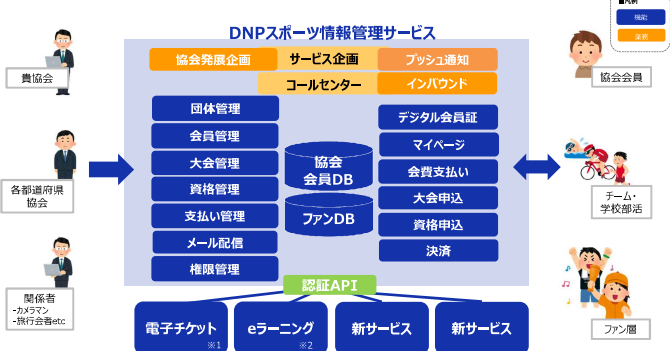 ■凡例
機能
業務
DNPスポーツ情報管理サービス
協会発展企画
サービス企画
プッシュ通知
コールセンター
インバウンド
団体管理
会員管理
大会管理
資格管理
支払い管理
メール配信
権限管理
協会
会員DB
ファンDB
デジタル会員証
マイページ
会費支払い
大会申込
資格申込
決済
認証API
電子チケット
※1
eラーニング
※2
新サービス
新サービス
貴協会
各都道府県
協会
関係者
-カメラマン
-旅行会者etc
協会会員
チーム・
学校部活
ファン層